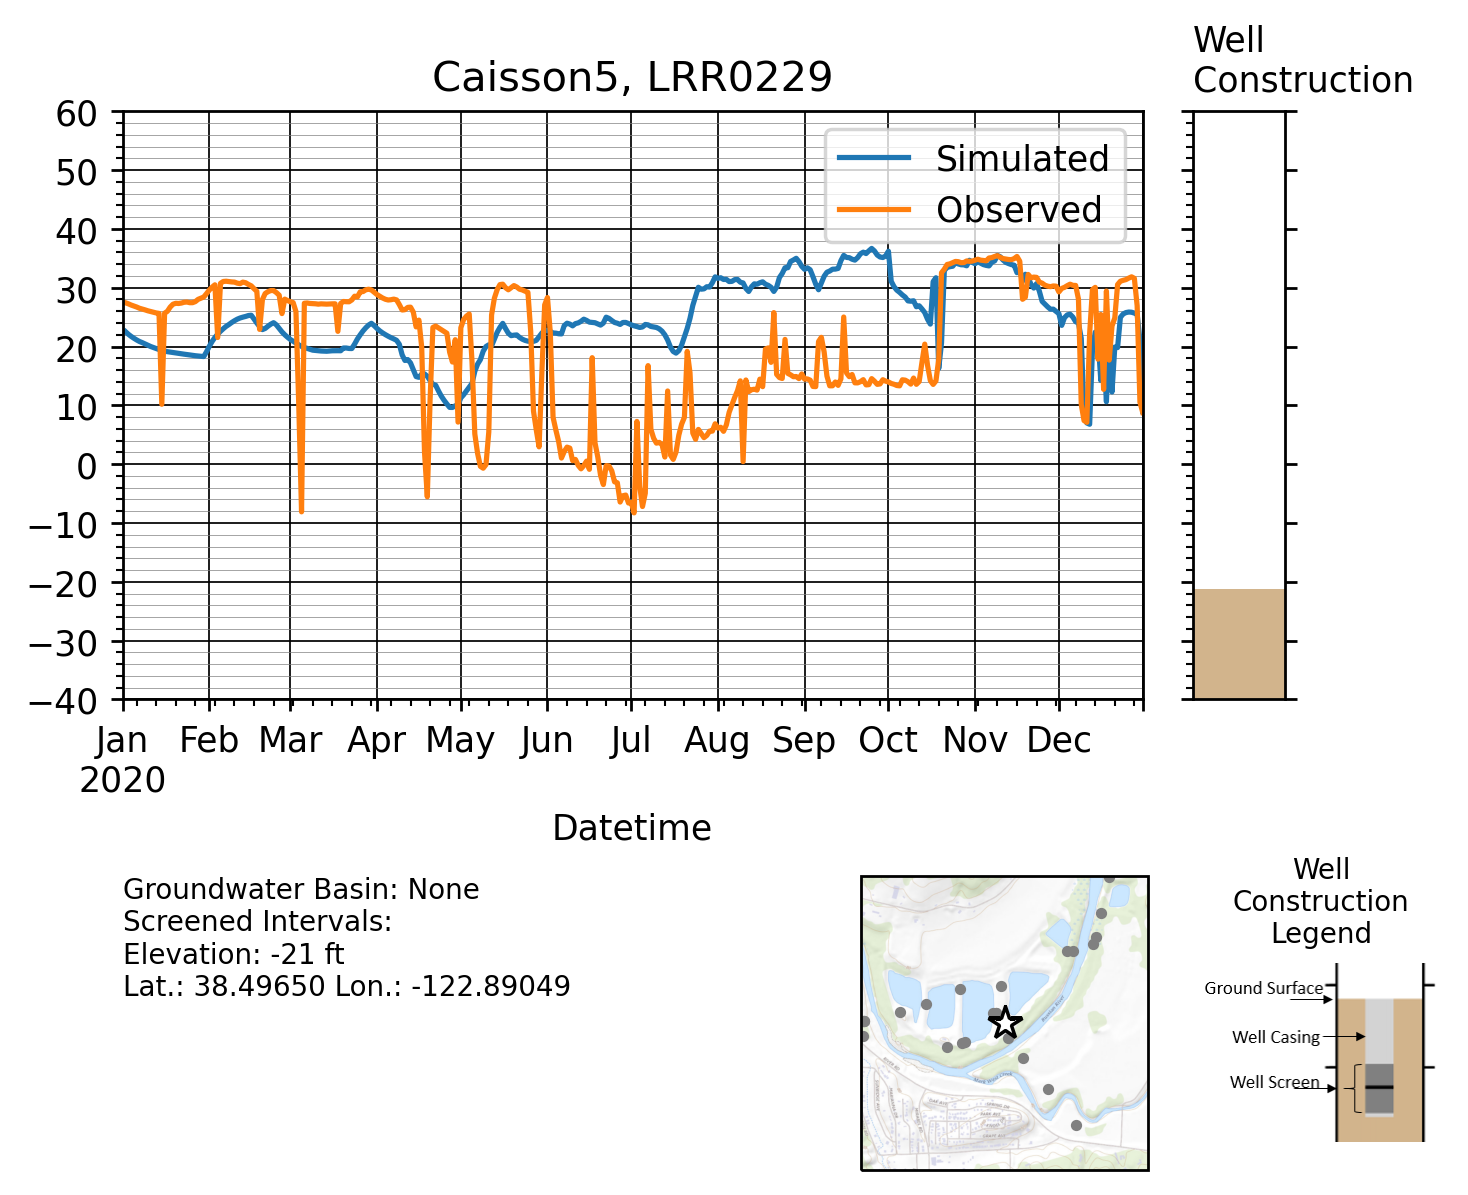 Well
Construction
Caisson5, LRR0229
60
50
40
30
20
10
0
−10
−20
−30
−40
Simulated
Observed
Jan Feb Mar Apr May Jun Jul Aug Sep Oct Nov Dec
2020
Datetime
Groundwater Basin: None
Screened Intervals:
Elevation: -21 ft
Lat.: 38.49650 Lon.: -122.89049
Well
Construction
Legend
Ground Surface
Well Casing
Well Screen